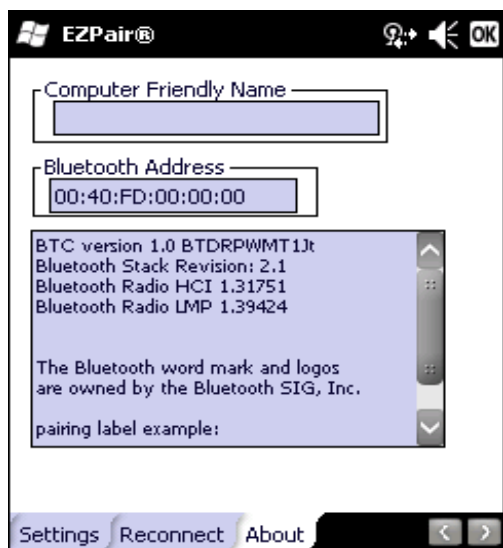 EZPair®
OK
Computer Friendly Name
Bluetooth Address
00:40:FD:00:00:00
BTC version 1.0 BTDRPWMT1Jt
Bluetooth Stack Revision: 2.1
Bluetooth Radio HCI 1.31751
Bluetooth Radio LMP 1.39424
The Bluetooth word mark and logos
are owned by the Bluetooth SIG, Inc.
pairing label example:
Settings Reconnect About